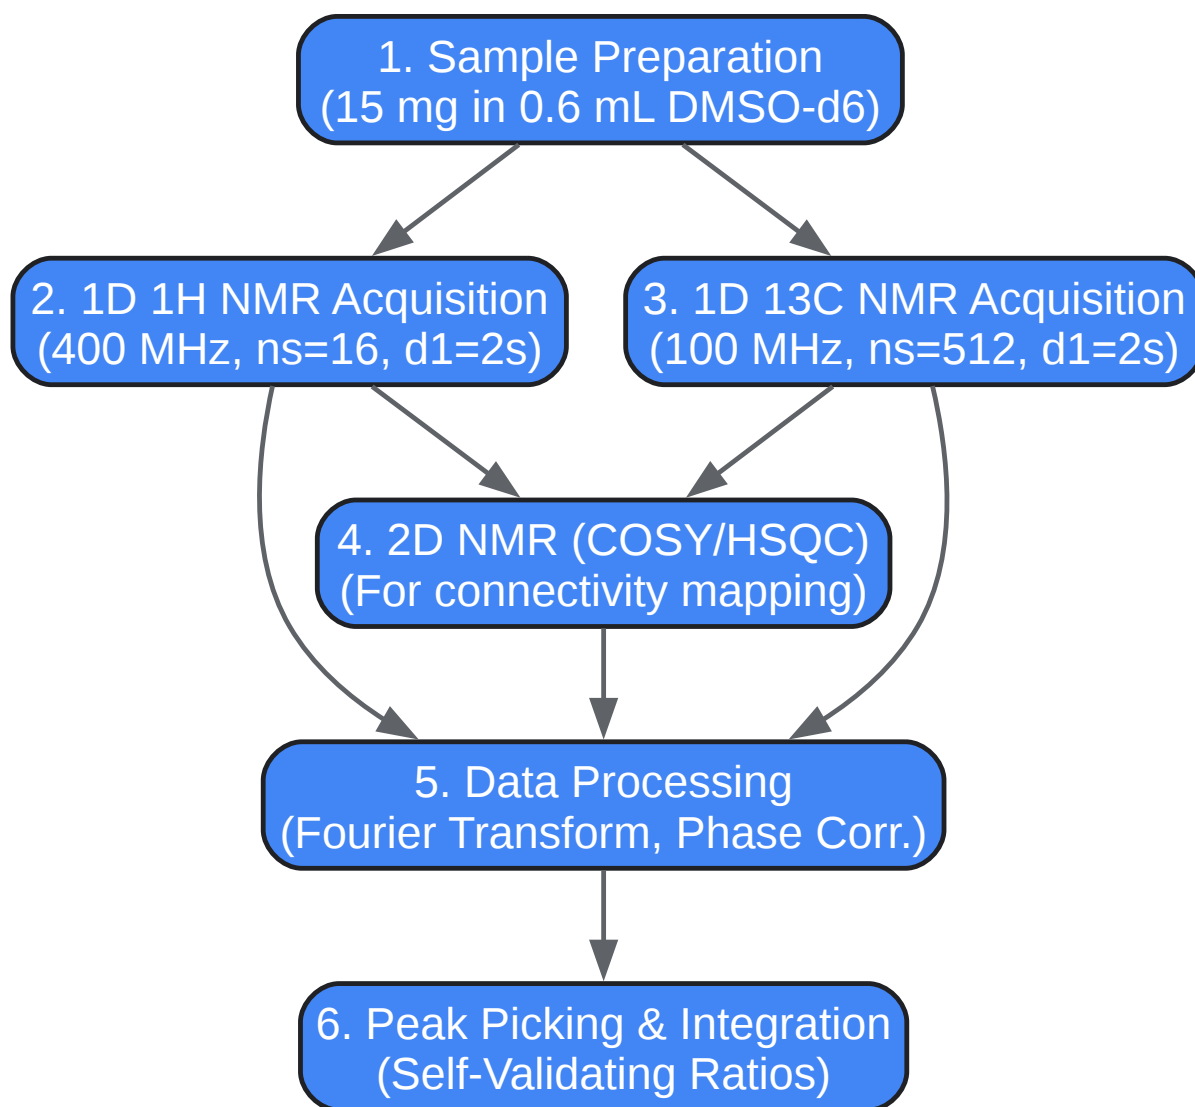 1. Sample Preparation
(15 mg in 0.6 mL DMSO-d6)
2. 1D 1H NMR Acquisition
(400 MHz, ns=16, d1=2s)
3. 1D 13C NMR Acquisition
(100 MHz, ns=512, d1=2s)
4. 2D NMR (COSY/HSQC)
(For connectivity mapping)
5. Data Processing
(Fourier Transform, Phase Corr.)
6. Peak Picking & Integration
(Self-Validating Ratios)